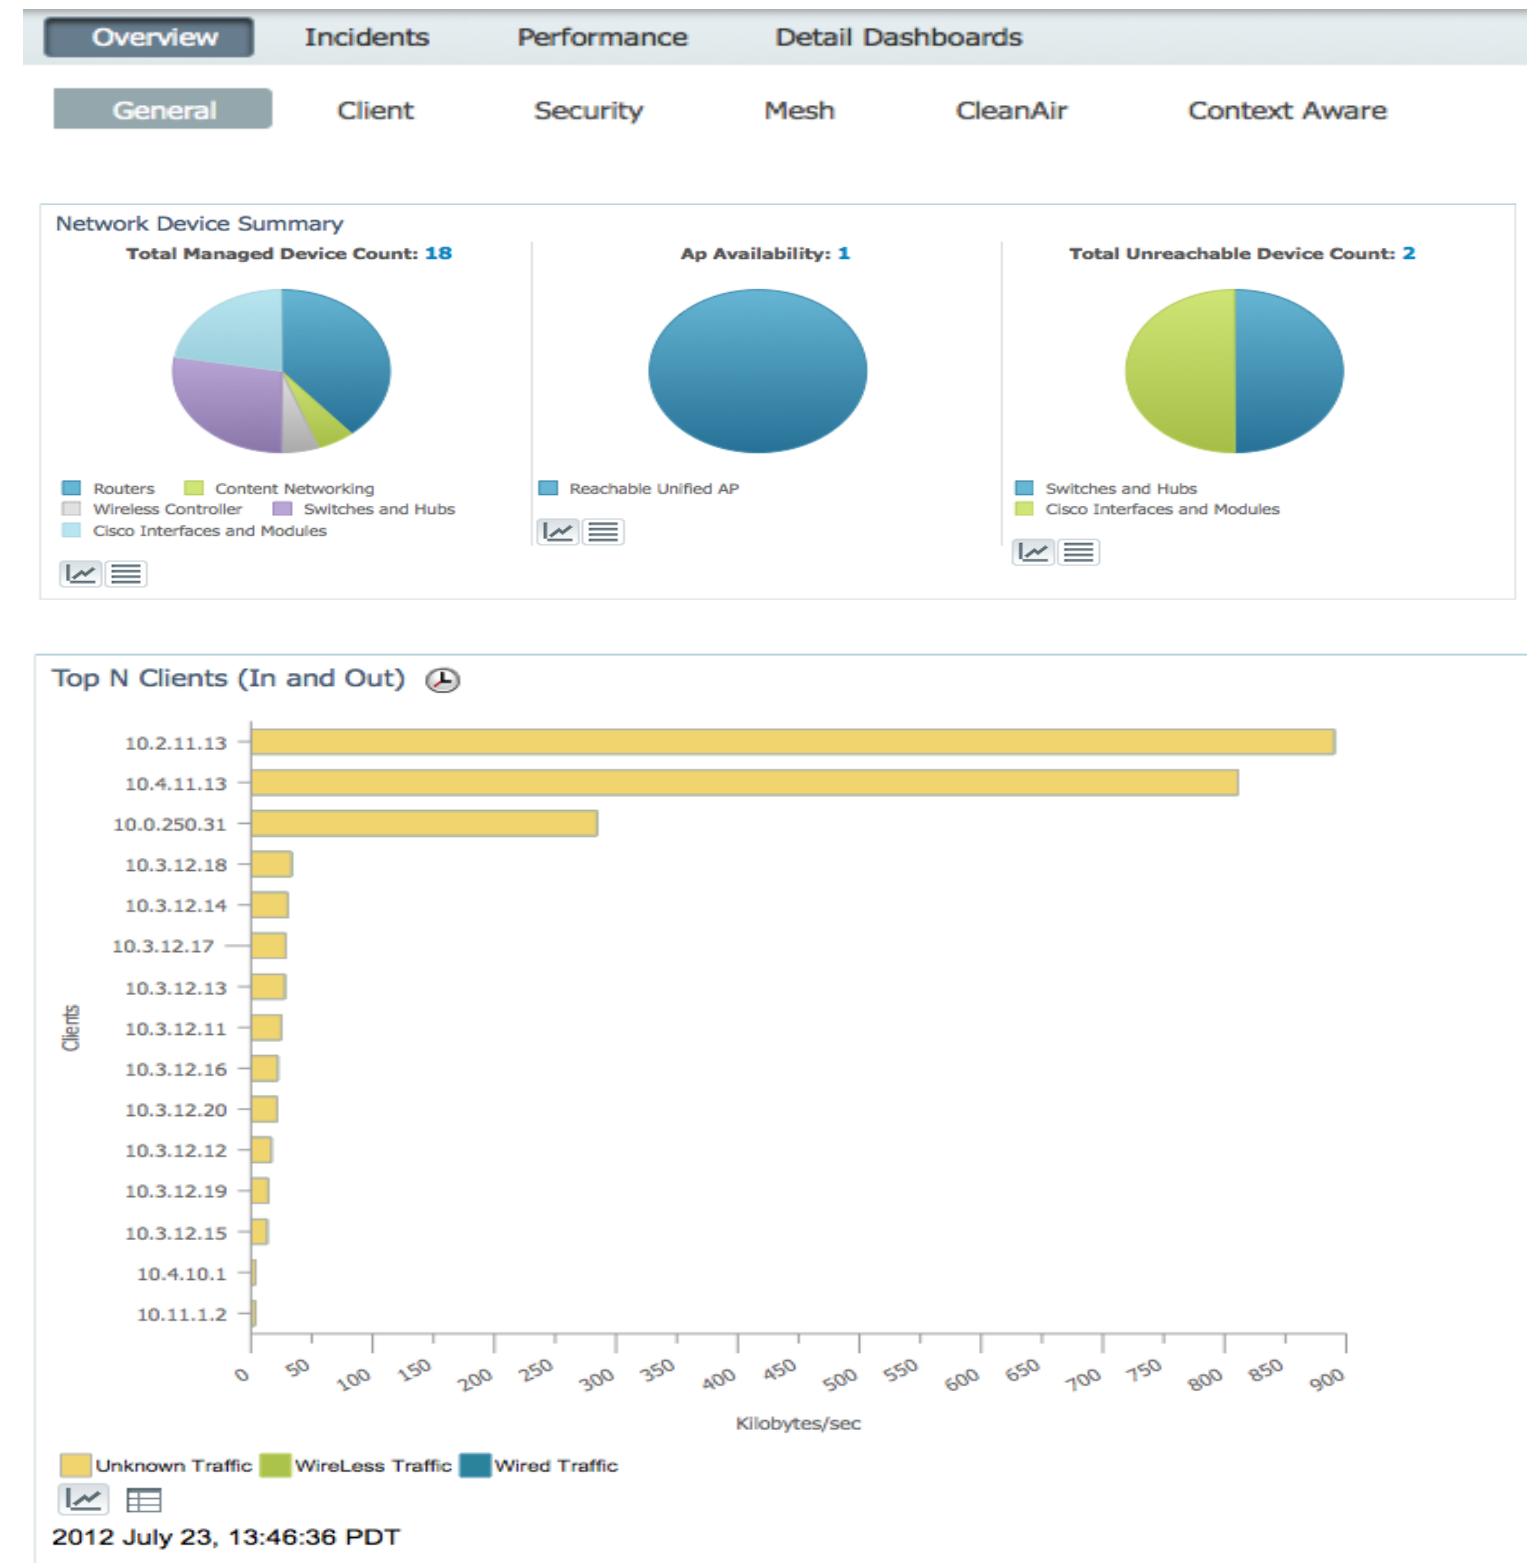 Overview Incidents Performance Detail Dashboards
General Client Security Mesh CleanAir Context Aware
Network Device Summary
Total Managed Device Count: 18
Routers Content Networking
Wireless Controller Switches and Hubs
Cisco Interfaces and Modules
Ap Availability: 1
Reachable Unified AP
Total Unreachable Device Count: 2
Switches and Hubs
Cisco Interfaces and Modules
Top N Clients (In and Out)
Clients
10.2.11.13
10.4.11.13
10.0.250.31
10.3.12.18
10.3.12.14
10.3.12.17
10.3.12.13
10.3.12.11
10.3.12.16
10.3.12.20
10.3.12.12
10.3.12.19
10.3.12.15
10.4.10.1
10.11.1.2
0 50 100 150 200 250 300 350 400 450 500 550 600 650 700 750 800 850 900
Kilobytes/sec
Unknown Traffic WireLess Traffic Wired Traffic
2012 July 23, 13:46:36 PDT